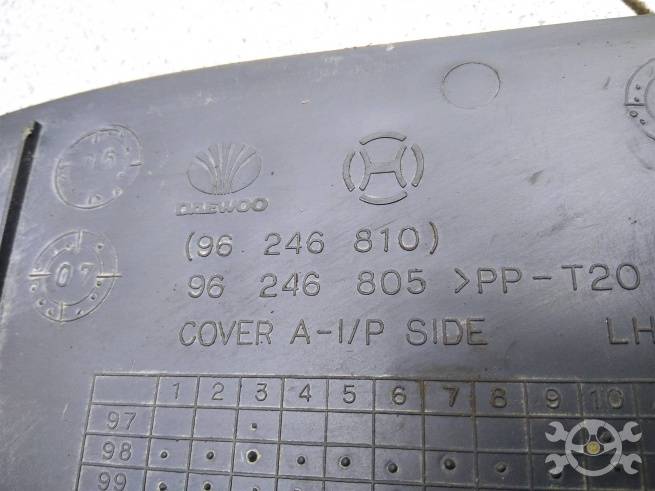 DAEWOO
(96 246 810)
96 246 805 >PP-T20
COVER A-I/P SIDE LH
1 2 3 4 5 6 7 8 9 10
97
98
99
07